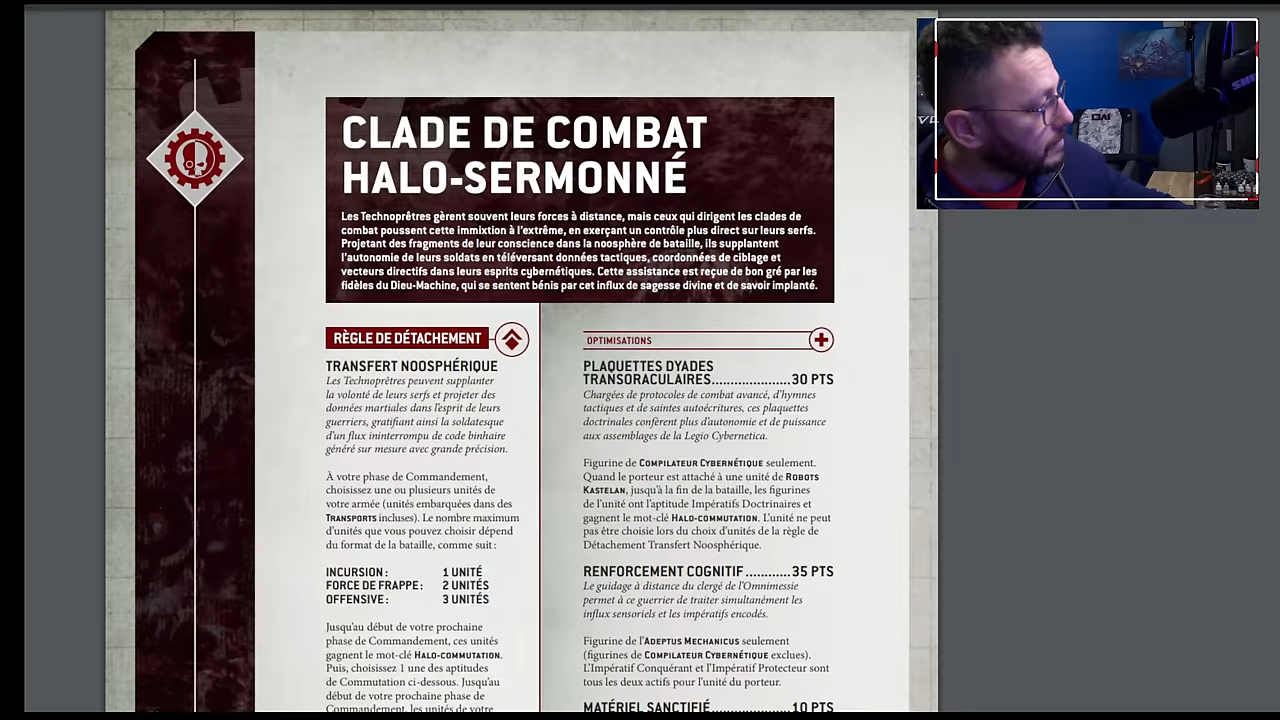 CLADE DE COMBAT
HALO-SERMONNÉ
Les Technoprêtres gèrent souvent leurs forces à distance, mais ceux qui dirigent les clades de
combat poussent cette immixtion à l'extrême, en exerçant un contrôle plus direct sur leurs serfs.
Projetant des fragments de leur conscience dans la noosphère de bataille, ils supplantent
l'autonomie de leurs soldats en téléversant données tactiques, coordonnées de ciblage et
vecteurs directifs dans leurs esprits cybernétiques. Cette assistance est reçue de bon gré par les
fidèles du Dieu-Machine, qui se sentent bénis par cet influx de sagesse divine et de savoir implanté.
RÈGLE DE DÉTACHEMENT
TRANSFERT NOOSPHÉRIQUE
Les Technoprêtres peuvent supplanter
la volonté de leurs serfs et projeter des
données martiales dans l'esprit de leurs
guerriers, gratifiant ainsi la soldatesque
d'un flux ininterrompu de code binhaire
généré sur mesure avec grande précision.
À votre phase de Commandement,
choisissez une ou plusieurs unités de
votre armée (unités embarquées dans des
TRANSPORTS incluses). Le nombre maximum
d'unités que vous pouvez choisir dépend
du format de la bataille, comme suit :
INCURSION : 1 UNITÉ
FORCE DE FRAPPE : 2 UNITÉS
OFFENSIVE : 3 UNITÉS
Jusqu'au début de votre prochaine
phase de Commandement, ces unités
gagnent le mot-clé HALO-COMMUTATION.
Puis, choisissez 1 une des aptitudes
de Commutation ci-dessous. Jusqu'au
début de votre prochaine phase de
Commandement, les unités de votre
OPTIMISATIONS
PLAQUETTES DYADES
TRANSORACULAIRES.....................30 PTS
Chargées de protocoles de combat avancé, d'hymnes
tactiques et de saintes autoécritures, ces plaquettes
doctrinales confèrent plus d'autonomie et de puissance
aux assemblages de la Legio Cybernetica.
Figurine de COMPILATEUR CYBERNÉTIQUE seulement.
Quand le porteur est attaché à une unité de ROBOTS
KASTELAN, jusqu'à la fin de la bataille, les figurines
de l'unité ont l'aptitude Impératifs Doctrinaires et
gagnent le mot-clé HALO-COMMUTATION. L'unité ne peut
pas être choisie lors du choix d'unités de la règle de
Détachement Transfert Noosphérique.
RENFORCEMENT COGNITIF............35 PTS
Le guidage à distance du clergé de l'Omnimessie
permet à ce guerrier de traiter simultanément les
influx sensoriels et les impératifs encodés.
Figurine de l'ADEPTUS MECHANICUS seulement
(figurines de COMPILATEUR CYBERNÉTIQUE exclues).
L'Impératif Conquérant et l'Impératif Protecteur sont
tous les deux actifs pour l'unité du porteur.
MATÉRIEL SANCTIFIÉ.....................10 PTS